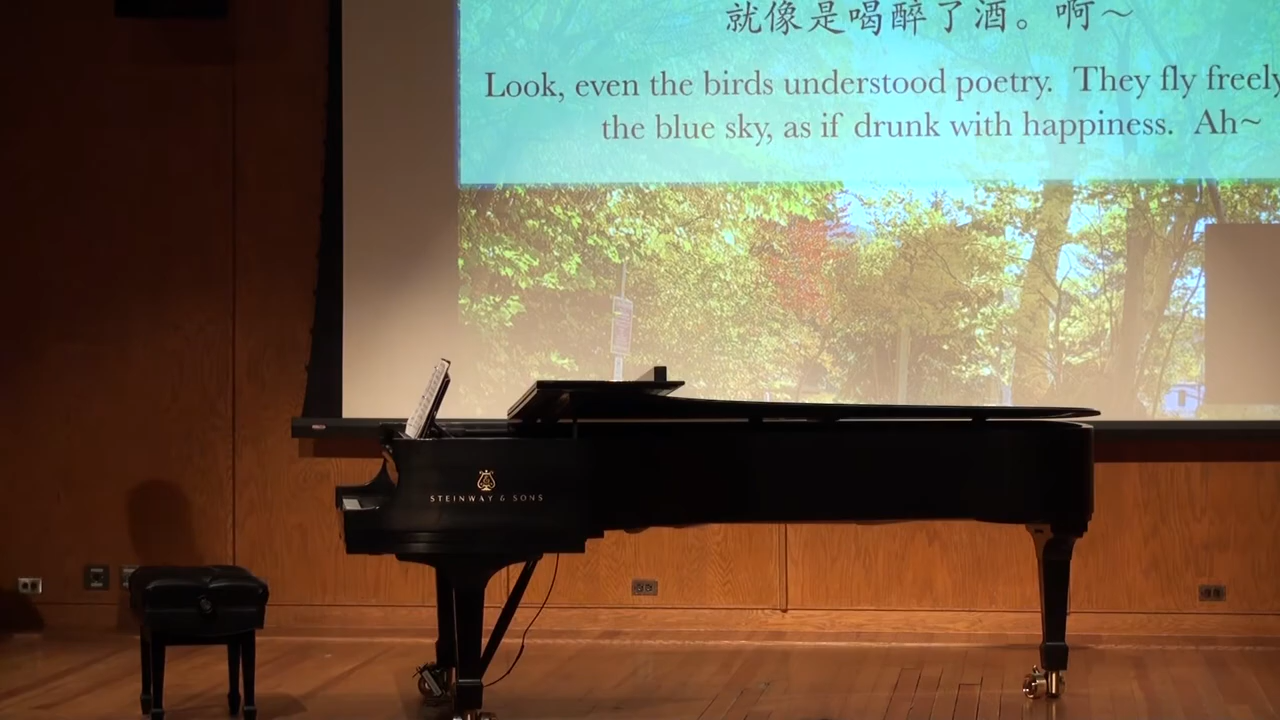 就像是喝醉了酒。啊～
Look, even the birds understood poetry. They fly freely
the blue sky, as if drunk with happiness. Ah~
STEINWAY & SONS